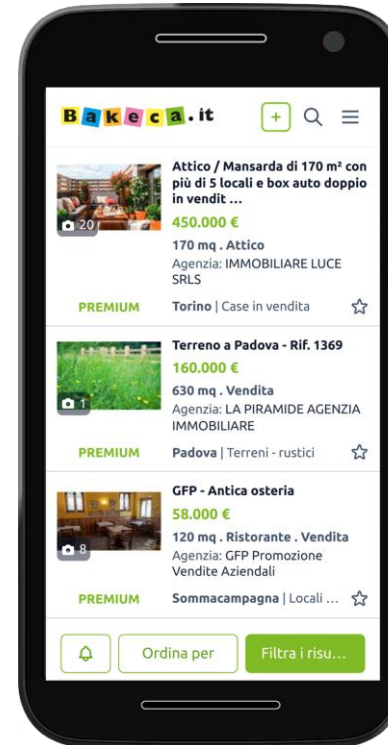 Bakeca.it
+
Attico / Mansarda di 170 m² con
più di 5 locali e box auto doppio
in vendit ...
450.000 €
20
170 mq . Attico
Agenzia: IMMOBILIARE LUCE
SRLS
PREMIUM
Torino | Case in vendita
Terreno a Padova - Rif. 1369
160.000 €
630 mq . Vendita
1
Agenzia: LA PIRAMIDE AGENZIA
IMMOBILIARE
PREMIUM
Padova | Terreni - rustici
GFP - Antica osteria
58.000 €
120 mq . Ristorante . Vendita
8
Agenzia: GFP Promozione
Vendite Aziendali
PREMIUM
Sommacampagna | Locali ...
Ordina per
Filtra i risu...